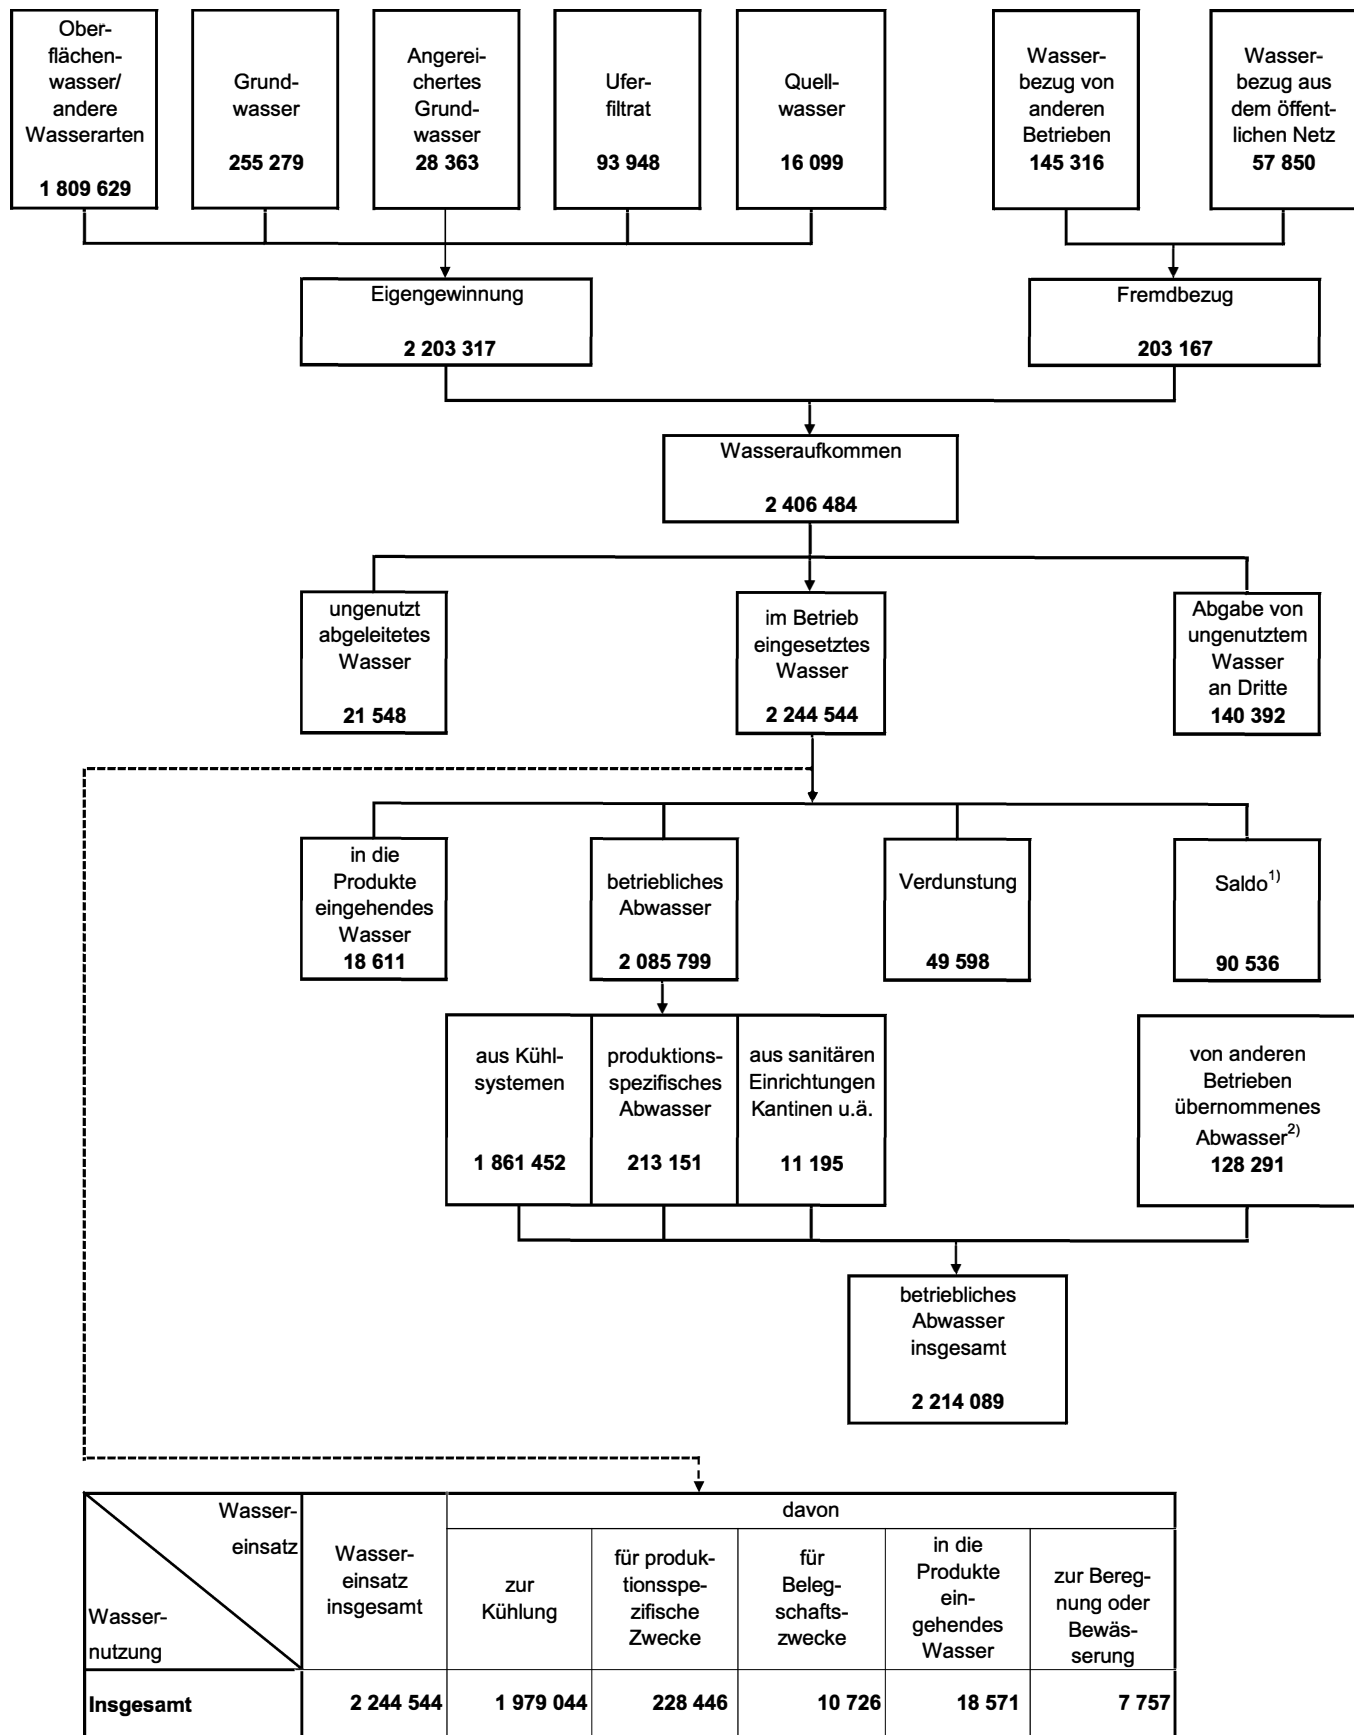 Ober-
flächen-
wasser/
andere
Wasserarten
1 809 629
Grund-
wasser
255 279
Angerei-
chertes
Grund-
wasser
28 363
Ufer-
filtrat
93 948
Quell-
wasser
16 099
Wasser-
bezug von
anderen
Betrieben
145 316
Wasser-
bezug aus
dem öffent-
lichen Netz
57 850
Eigengewinnung
2 203 317
Fremdbezug
203 167
Wasseraufkommen
2 406 484
ungenutzt
abgeleitetes
Wasser
21 548
im Betrieb
eingesetztes
Wasser
2 244 544
Abgabe von
ungenutztem
Wasser
an Dritte
140 392
in die
Produkte
eingehendes
Wasser
18 611
betriebliches
Abwasser
2 085 799
Verdunstung
49 598
Saldo1)
90 536
aus Kühl-
systemen
1 861 452
produktions-
spezifisches
Abwasser
213 151
aus sanitären
Einrichtungen
Kantinen u.ä.
11 195
von anderen
Betrieben
übernommenes
Abwasser2)
128 291
betriebliches
Abwasser
insgesamt
2 214 089
Wasser-
einsatz
Wasser-
nutzung
Wasser-
einsatz
insgesamt
davon
zur
Kühlung
für produk-
tionsspe-
zifische
Zwecke
für
Beleg-
schafts-
zwecke
in die
Produkte
ein-
gehendes
Wasser
zur Bereg-
nung oder
Bewäs-
serung
Insgesamt 2 244 544 1 979 044 228 446 10 726 18 571 7 757